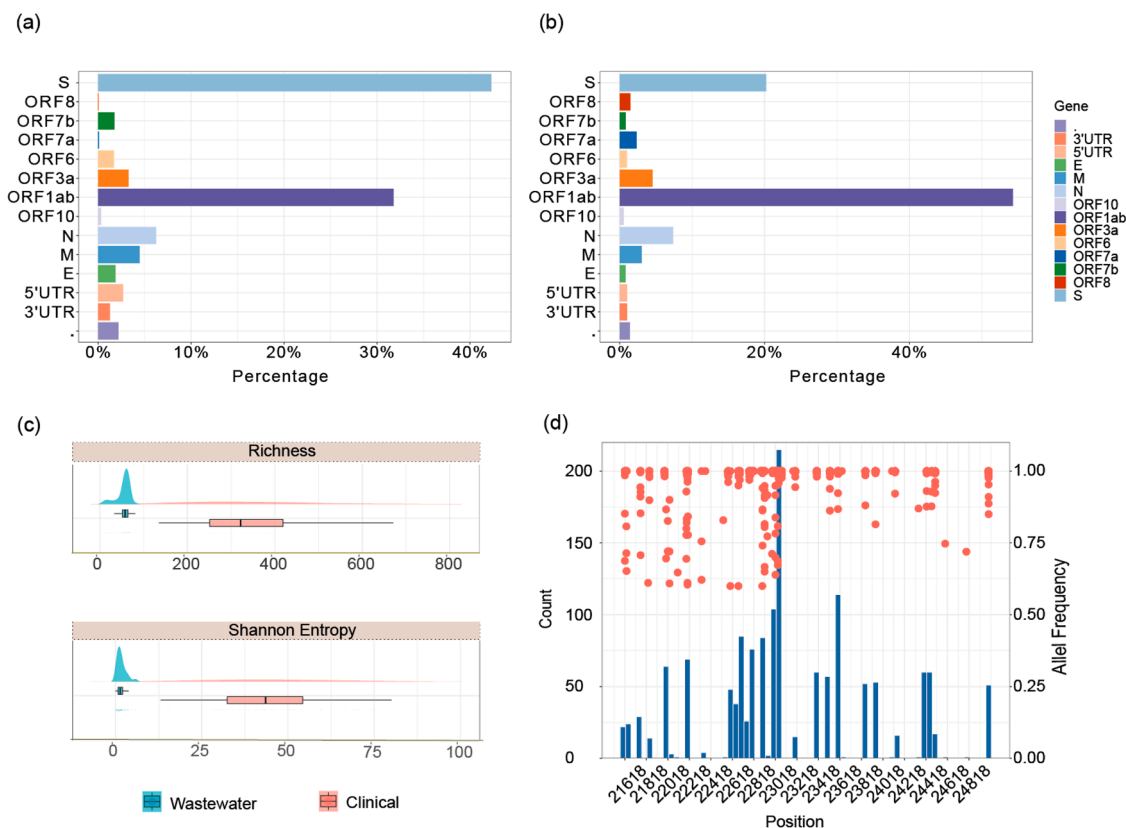 (a)
S
ORF8
ORF7b
ORF7a
ORF6
ORF3a
ORF1ab
ORF10
N
M
E
5'UTR
3'UTR
.
0% 10% 20% 30% 40%
Percentage
(b)
S
ORF8
ORF7b
ORF7a
ORF6
ORF3a
ORF1ab
ORF10
N
M
E
5'UTR
3'UTR
.
0% 20% 40%
Percentage
Gene
.
3'UTR
5'UTR
E
M
N
ORF10
ORF1ab
ORF3a
ORF6
ORF7a
ORF7b
ORF8
S
(c)
Richness
0 200 400 600 800
Shannon Entropy
0 25 50 75 100
Wastewater Clinical
(d)
Count
200
150
100
50
0
1.00
0.75
0.50
0.25
0.00
Allel Frequency
21618 21818 22018 22218 22418 22618 22818 23018 23218 23418 23618 23818 24018 24218 24418 24618 24818
Position